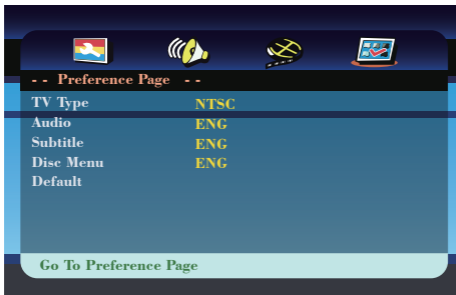 - - Preference Page - -
TV Type NTSC
Audio ENG
Subtitle ENG
Disc Menu ENG
Default
Go To Preference Page